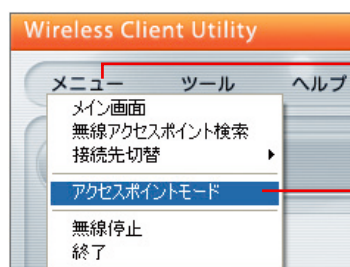 Wireless Client Utility
メニュー ツール ヘルプ
メイン画面
無線アクセスポイント検索
接続先切替
アクセスポイントモード
無線停止
終了